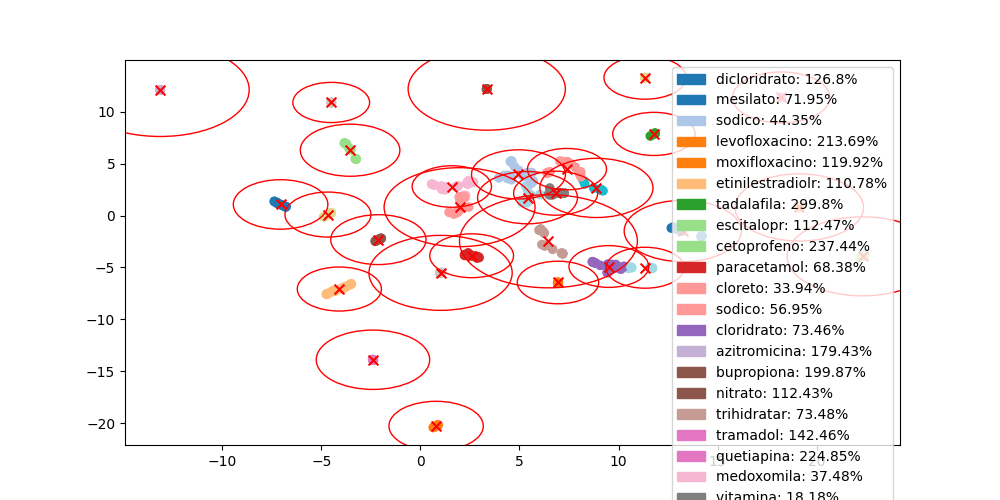 dicloridrato: 126.8%
mesilato: 71.95%
sodico: 44.35%
levofloxacino: 213.69%
moxifloxacino: 119.92%
etinilestradiolr: 110.78%
tadalafila: 299.8%
escitalopr: 112.47%
cetoprofeno: 237.44%
paracetamol: 68.38%
cloreto: 33.94%
sodico: 56.95%
cloridrato: 73.46%
azitromicina: 179.43%
bupropiona: 199.87%
nitrato: 112.43%
trihidratar: 73.48%
tramadol: 142.46%
quetiapina: 224.85%
medoxomila: 37.48%
vitamina: 18.18%
10
5
0
−5
−10
−15
−20
−10
−5
0
5
10
15
20